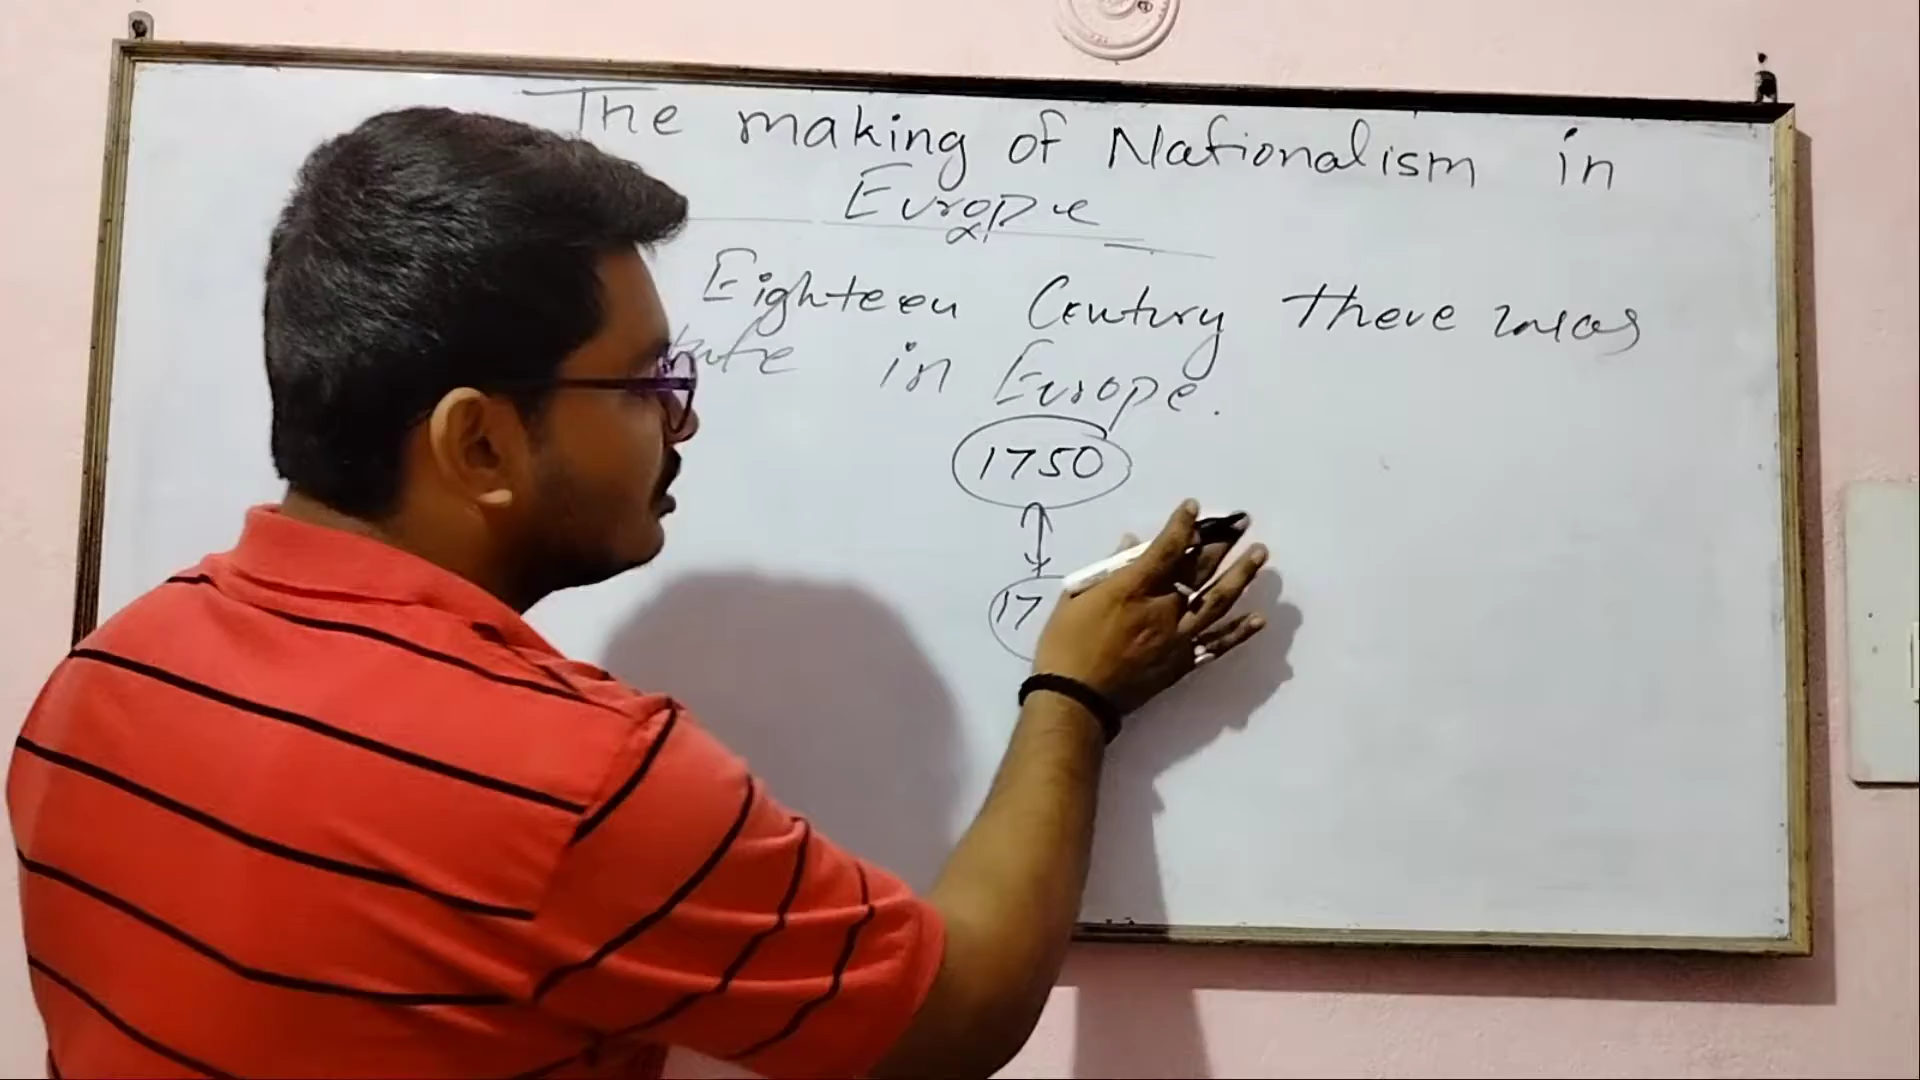 The making of Nationalism in
Europe
Eighteen Century there was
in Europe.
1750
17